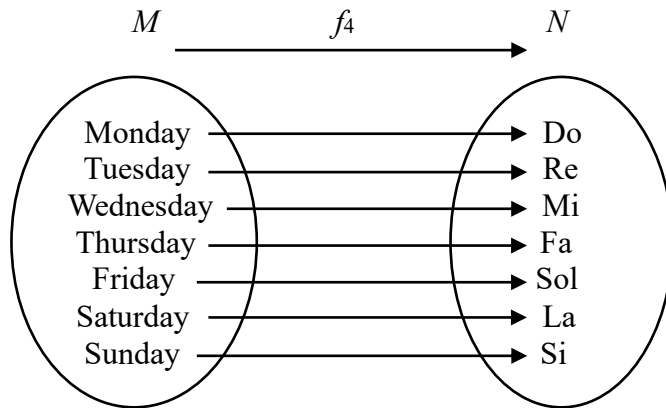 M f₄ N
Monday Do
Tuesday Re
Wednesday Mi
Thursday Fa
Friday Sol
Saturday La
Sunday Si